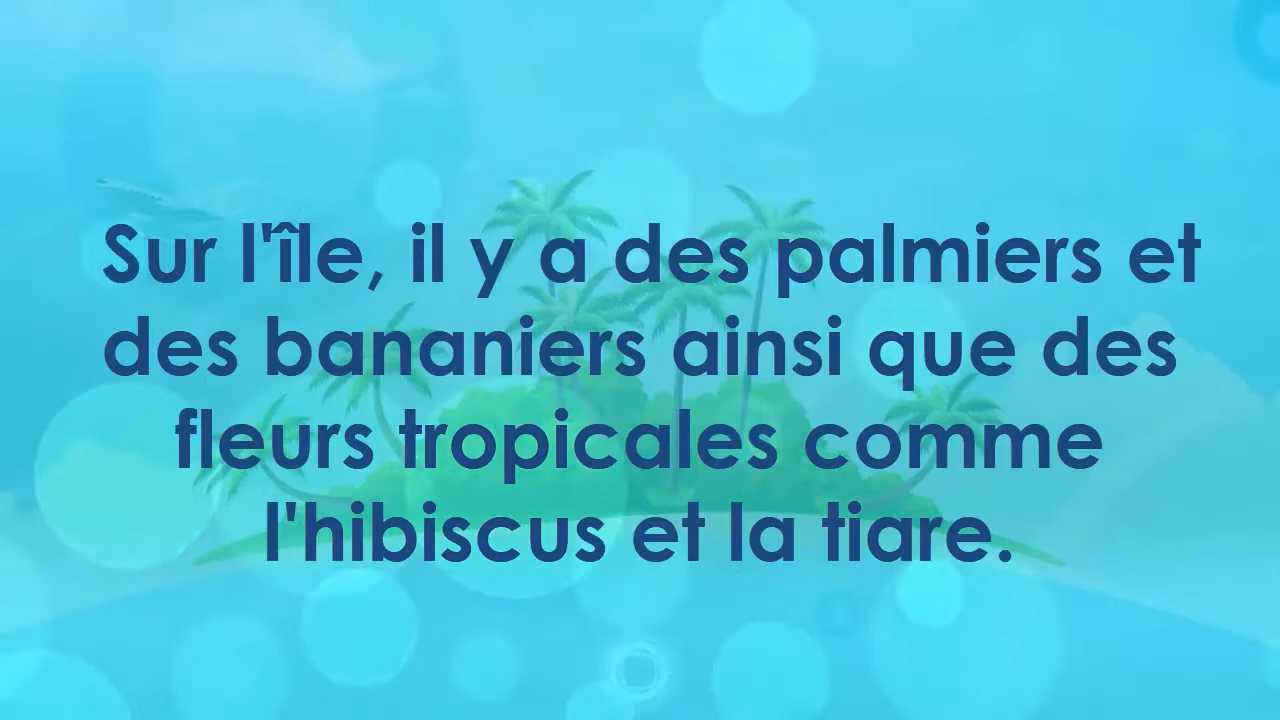 Sur l'île, il y a des palmiers et
des bananiers ainsi que des
fleurs tropicales comme
l'hibiscus et la tiare.